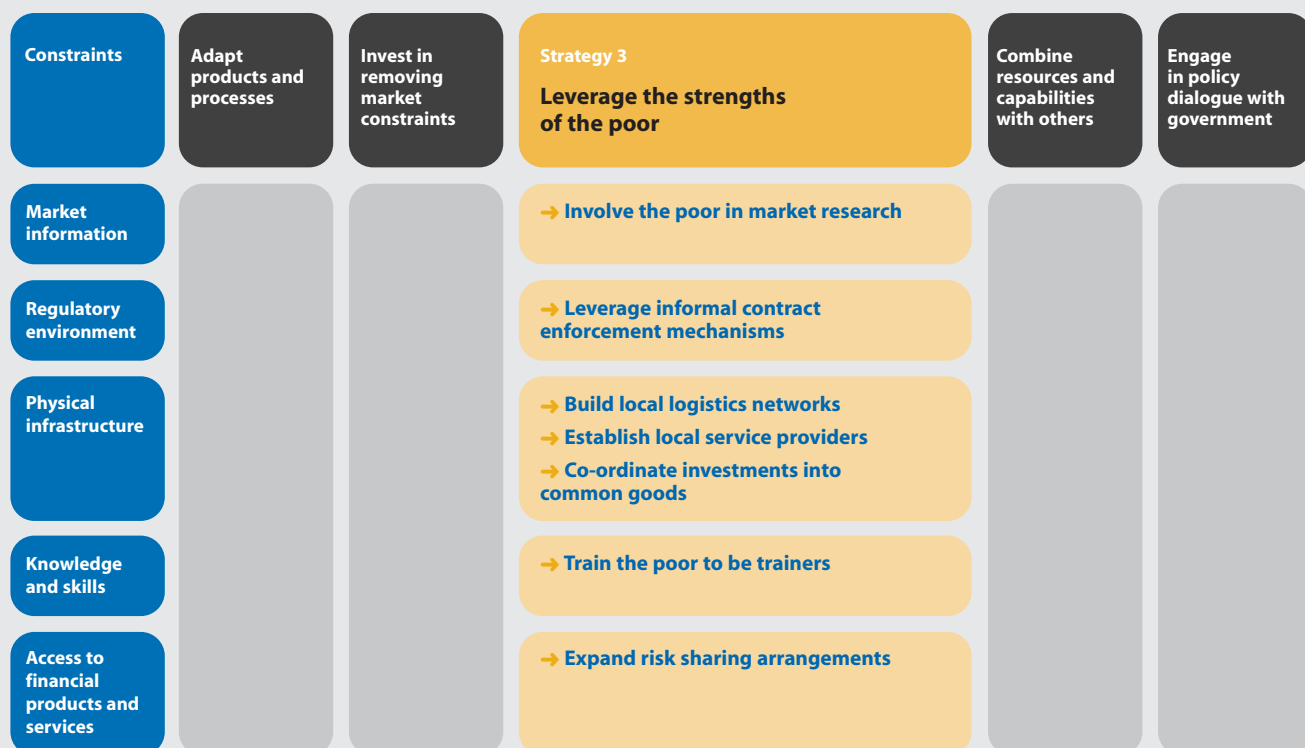 Constraints
Adapt
products and
processes
Invest in
removing
market
constraints
Strategy 3
Leverage the strengths
of the poor
Combine
resources and
capabilities
with others
Engage
in policy
dialogue with
government
Market
information
➜ Involve the poor in market research
Regulatory
environment
➜ Leverage informal contract
enforcement mechanisms
Physical
infrastructure
➜ Build local logistics networks
➜ Establish local service providers
➜ Co-ordinate investments into
common goods
Knowledge
and skills
➜ Train the poor to be trainers
Access to
financial
products and
services
➜ Expand risk sharing arrangements